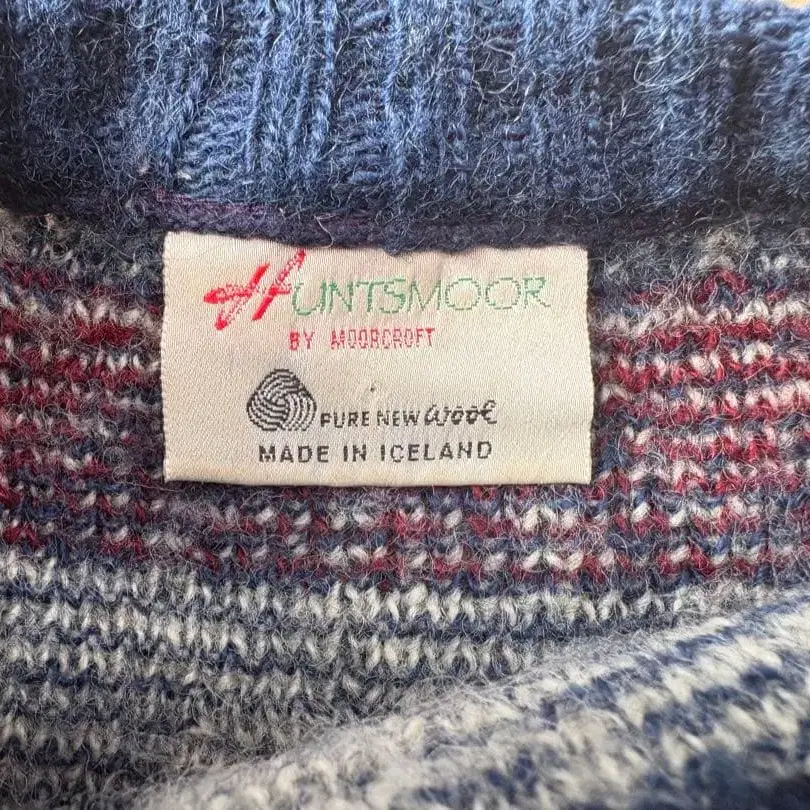 HUNTSMOOR
BY MOORCROFT
PURE NEW WOOL
MADE IN ICELAND